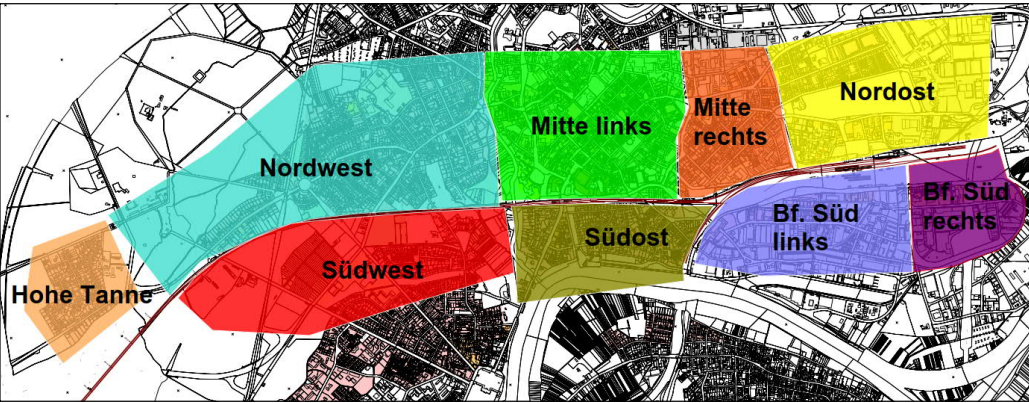 Nordost
Mitte links
Mitte
rechts
Nordwest
Bf. Süd
rechts
Bf. Süd
links
Südost
Südwest
Hohe Tanne